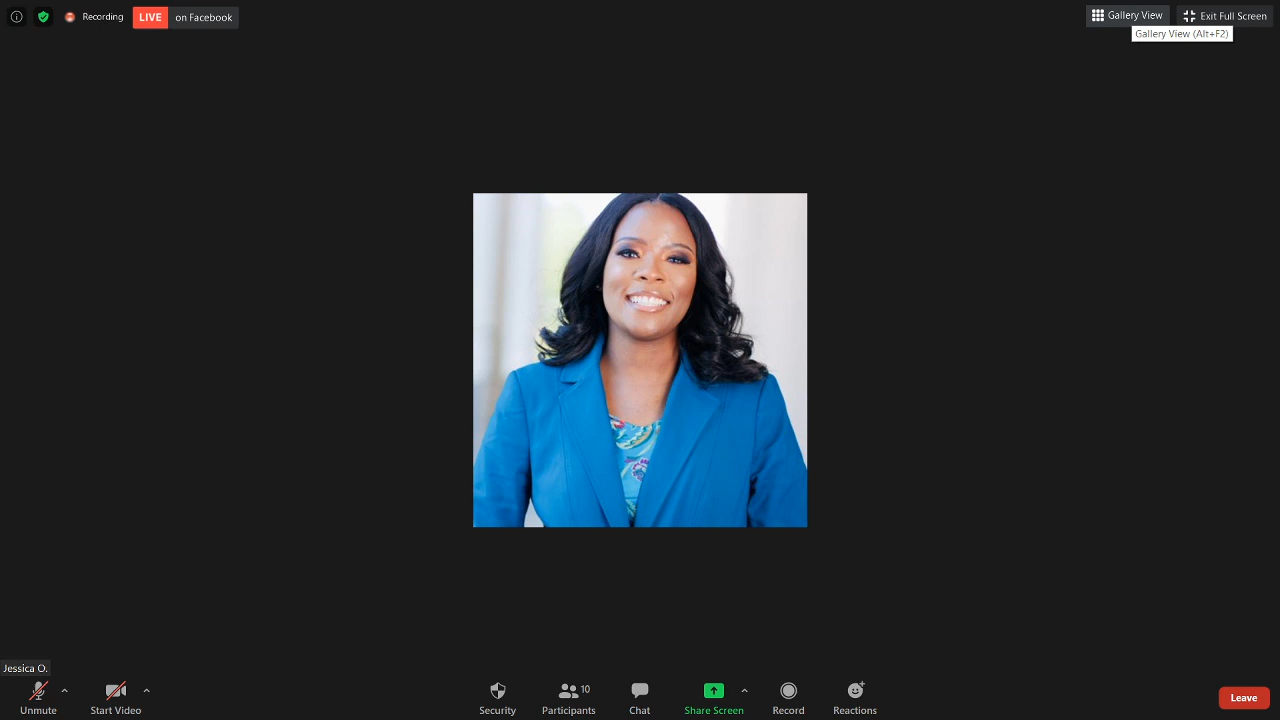 Recording LIVE on Facebook
Gallery View Exit Full Screen
Gallery View (Alt+F2)
Jessica O.
10
Unmute Start Video Security Participants Chat Share Screen Record Reactions Leave